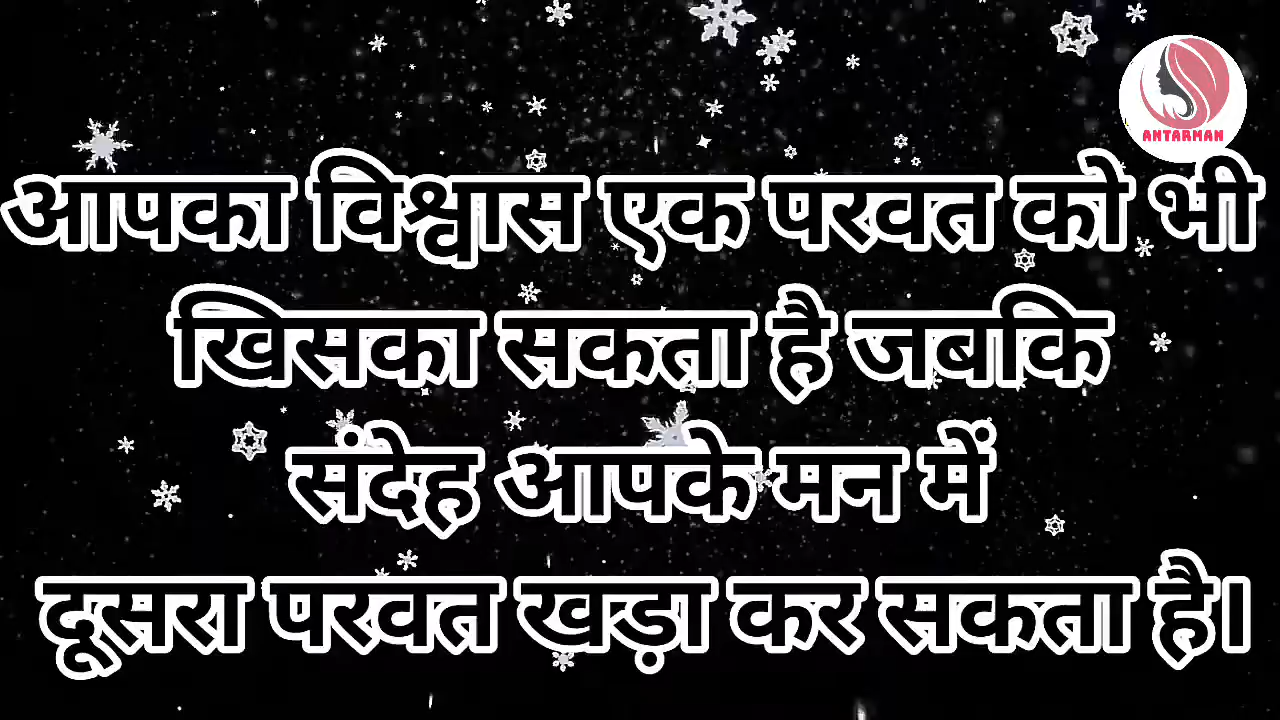 ANTARMAN
आपका विश्वास एक परवत को भी
खिसका सकता है जबकि
संदेह आपके मन में
दूसरा परवत खड़ा कर सकता है।